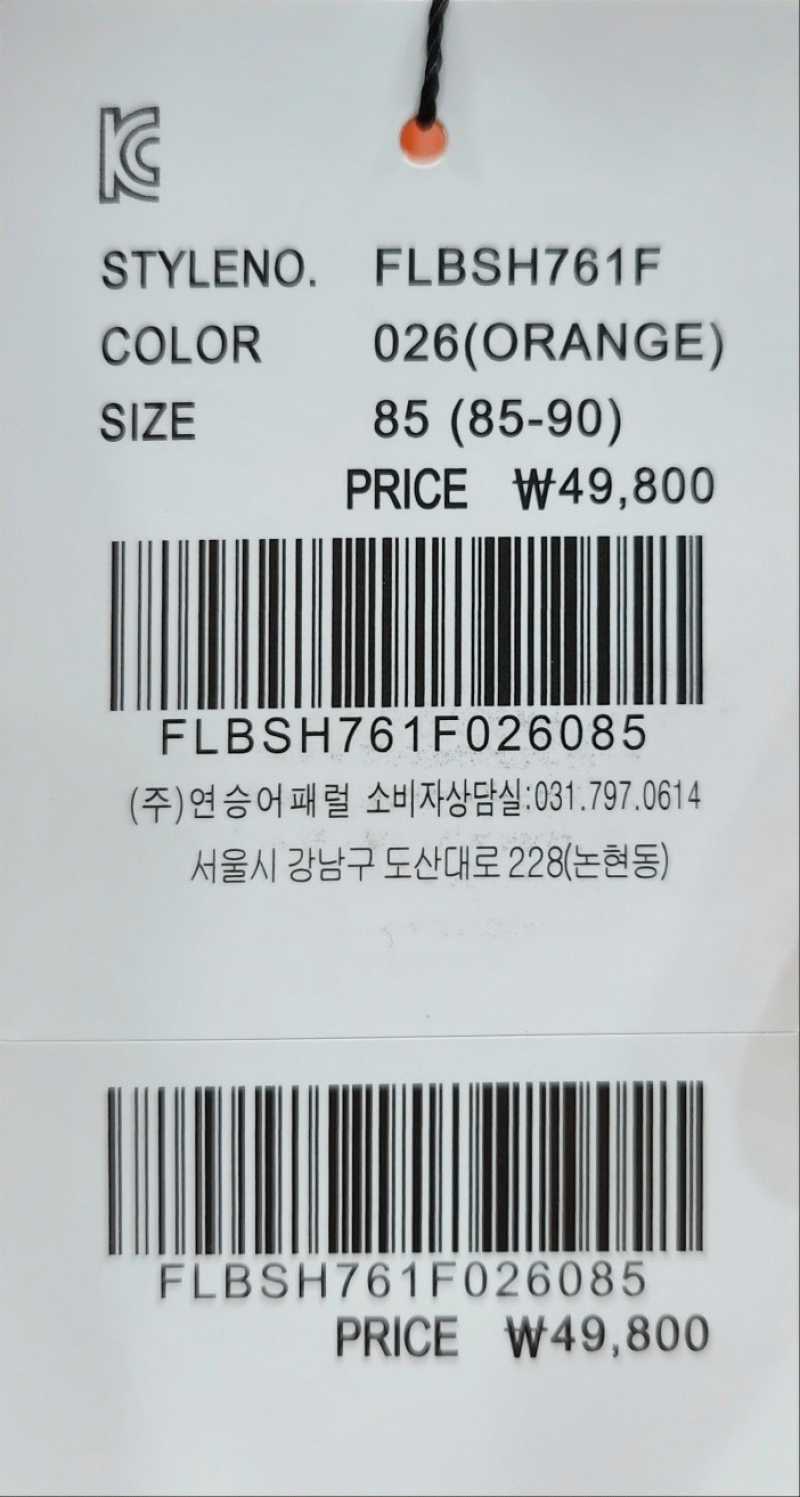 KC
STYLENO. FLBSH761F
COLOR 026(ORANGE)
SIZE 85 (85-90)
PRICE ₩49,800
FLBSH761F026085
(주)연승어패럴 소비자상담실:031.797.0614
서울시 강남구 도산대로 228(논현동)
FLBSH761F026085
PRICE ₩49,800